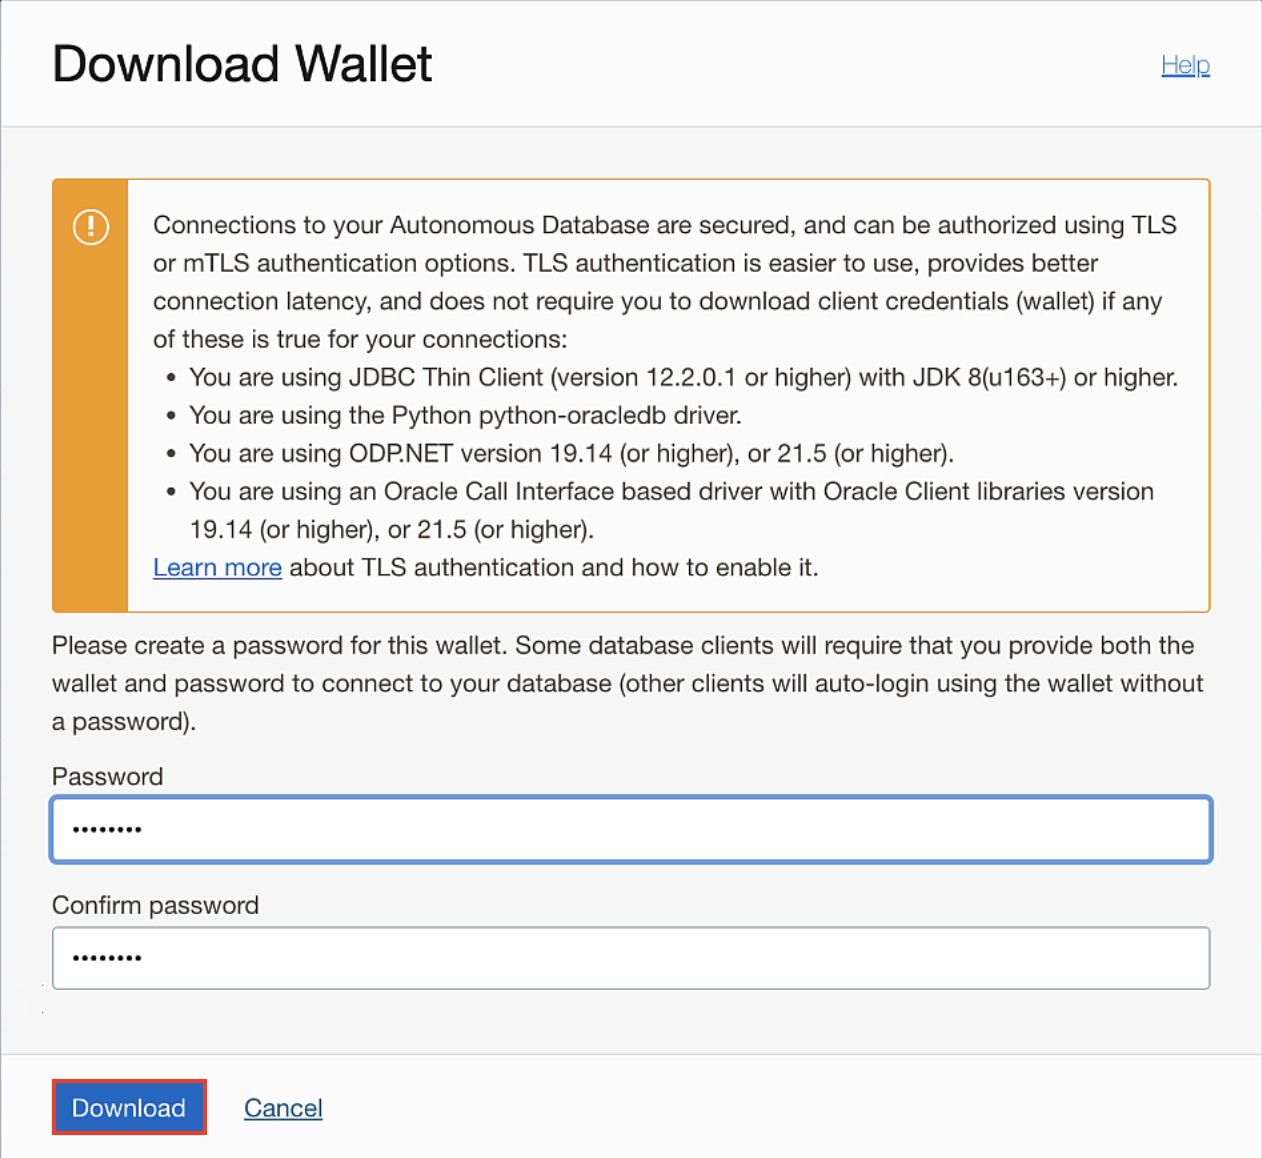 Download Wallet
Help
Connections to your Autonomous Database are secured, and can be authorized using TLS
or mTLS authentication options. TLS authentication is easier to use, provides better
connection latency, and does not require you to download client credentials (wallet) if any
of these is true for your connections:
• You are using JDBC Thin Client (version 12.2.0.1 or higher) with JDK 8(u163+) or higher.
• You are using the Python python-oracledb driver.
• You are using ODP.NET version 19.14 (or higher), or 21.5 (or higher).
• You are using an Oracle Call Interface based driver with Oracle Client libraries version
19.14 (or higher), or 21.5 (or higher).
Learn more about TLS authentication and how to enable it.
Please create a password for this wallet. Some database clients will require that you provide both the
wallet and password to connect to your database (other clients will auto-login using the wallet without
a password).
Password
••••••••
Confirm password
••••••••
Download
Cancel